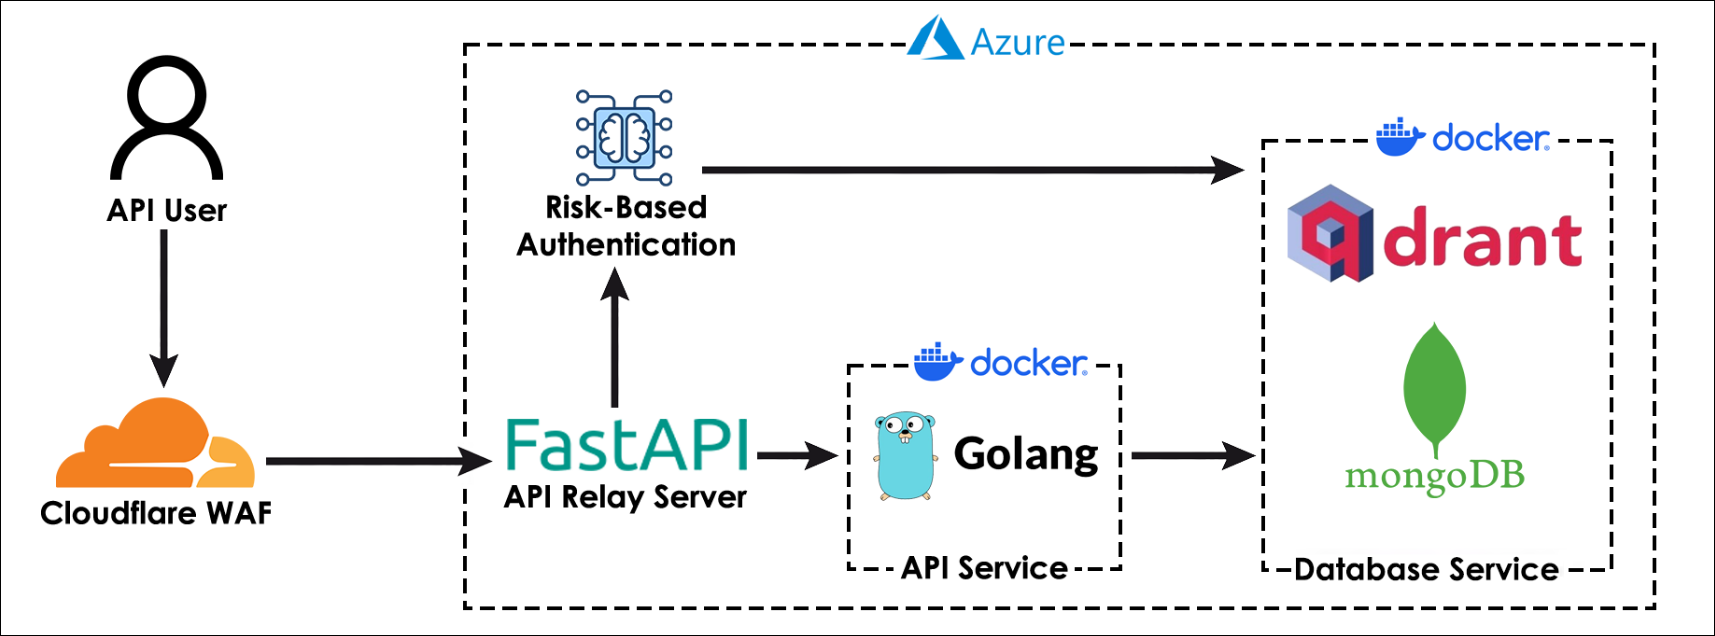 Azure
API User
Risk-Based
Authentication
docker
qdrant
docker
FastAPI
API Relay Server
Golang
mongoDB
Cloudflare WAF
API Service
Database Service